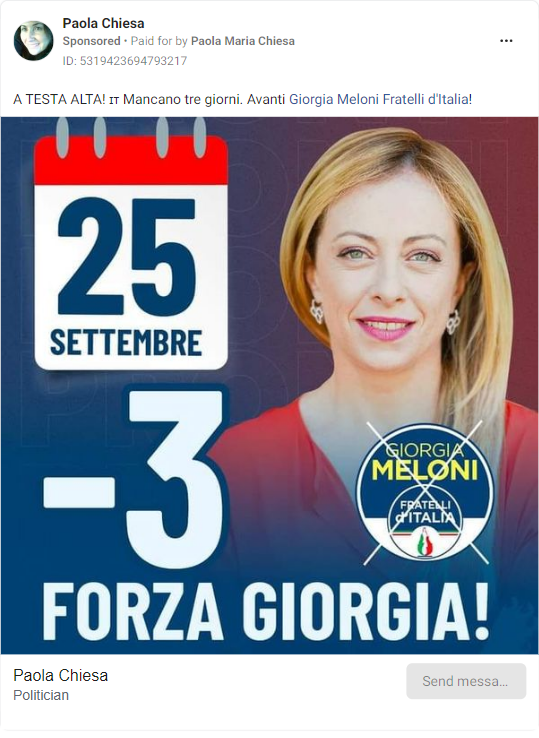 Paola Chiesa
Sponsored • Paid for by Paola Maria Chiesa
ID: 5319423694793217
A TESTA ALTA! IT Mancano tre giorni. Avanti Giorgia Meloni Fratelli d'Italia!
25
SETTEMBRE
-3
GIORGIA
MELONI
FRATELLI
d'ITALIA
FORZA GIORGIA!
Paola Chiesa
Politician
Send messa...